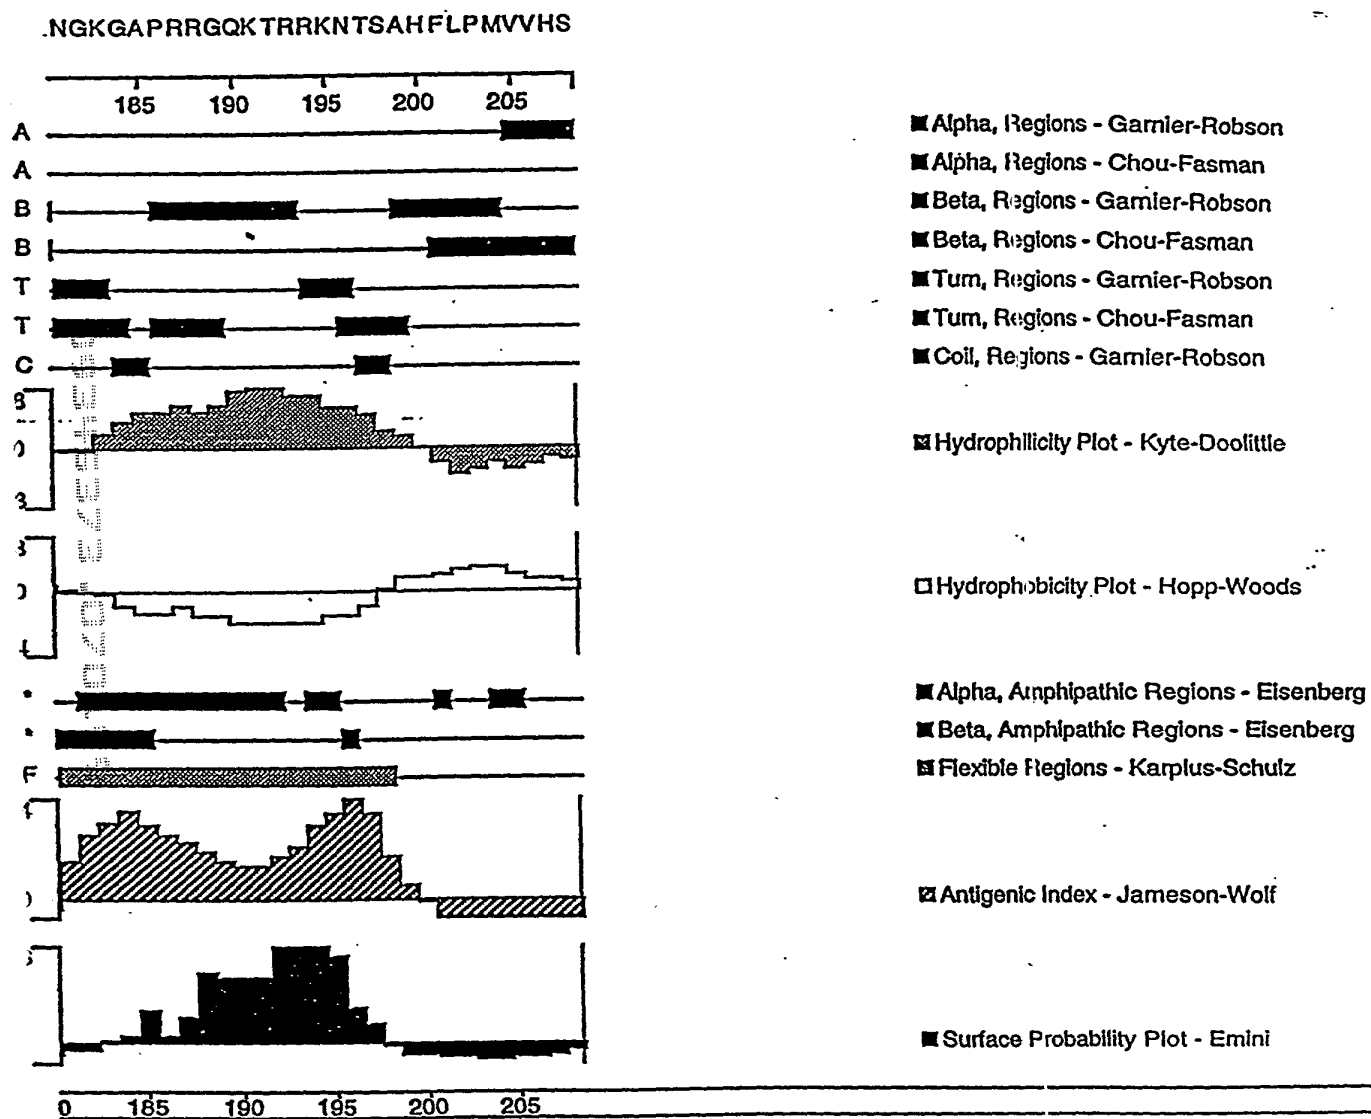 .NGKGAPRRGQKTRRKNTSAHFLPMVVHS
185 190 195 200 205
A ■Alpha, Regions - Garnier-Robson
A ■Alpha, Regions - Chou-Fasman
B ■Beta, Regions - Garnier-Robson
B ■Beta, Regions - Chou-Fasman
T ■Turn, Regions - Garnier-Robson
T ■Turn, Regions - Chou-Fasman
C ■Coil, Regions - Garnier-Robson
Hydrophilicity Plot - Kyte-Doolittle
Hydrophobicity Plot - Hopp-Woods
* ■Alpha, Amphipathic Regions - Eisenberg
* ■Beta, Amphipathic Regions - Eisenberg
F Flexible Regions - Karplus-Schulz
Antigenic Index - Jameson-Wolf
Surface Probability Plot - Emini
0 185 190 195 200 205